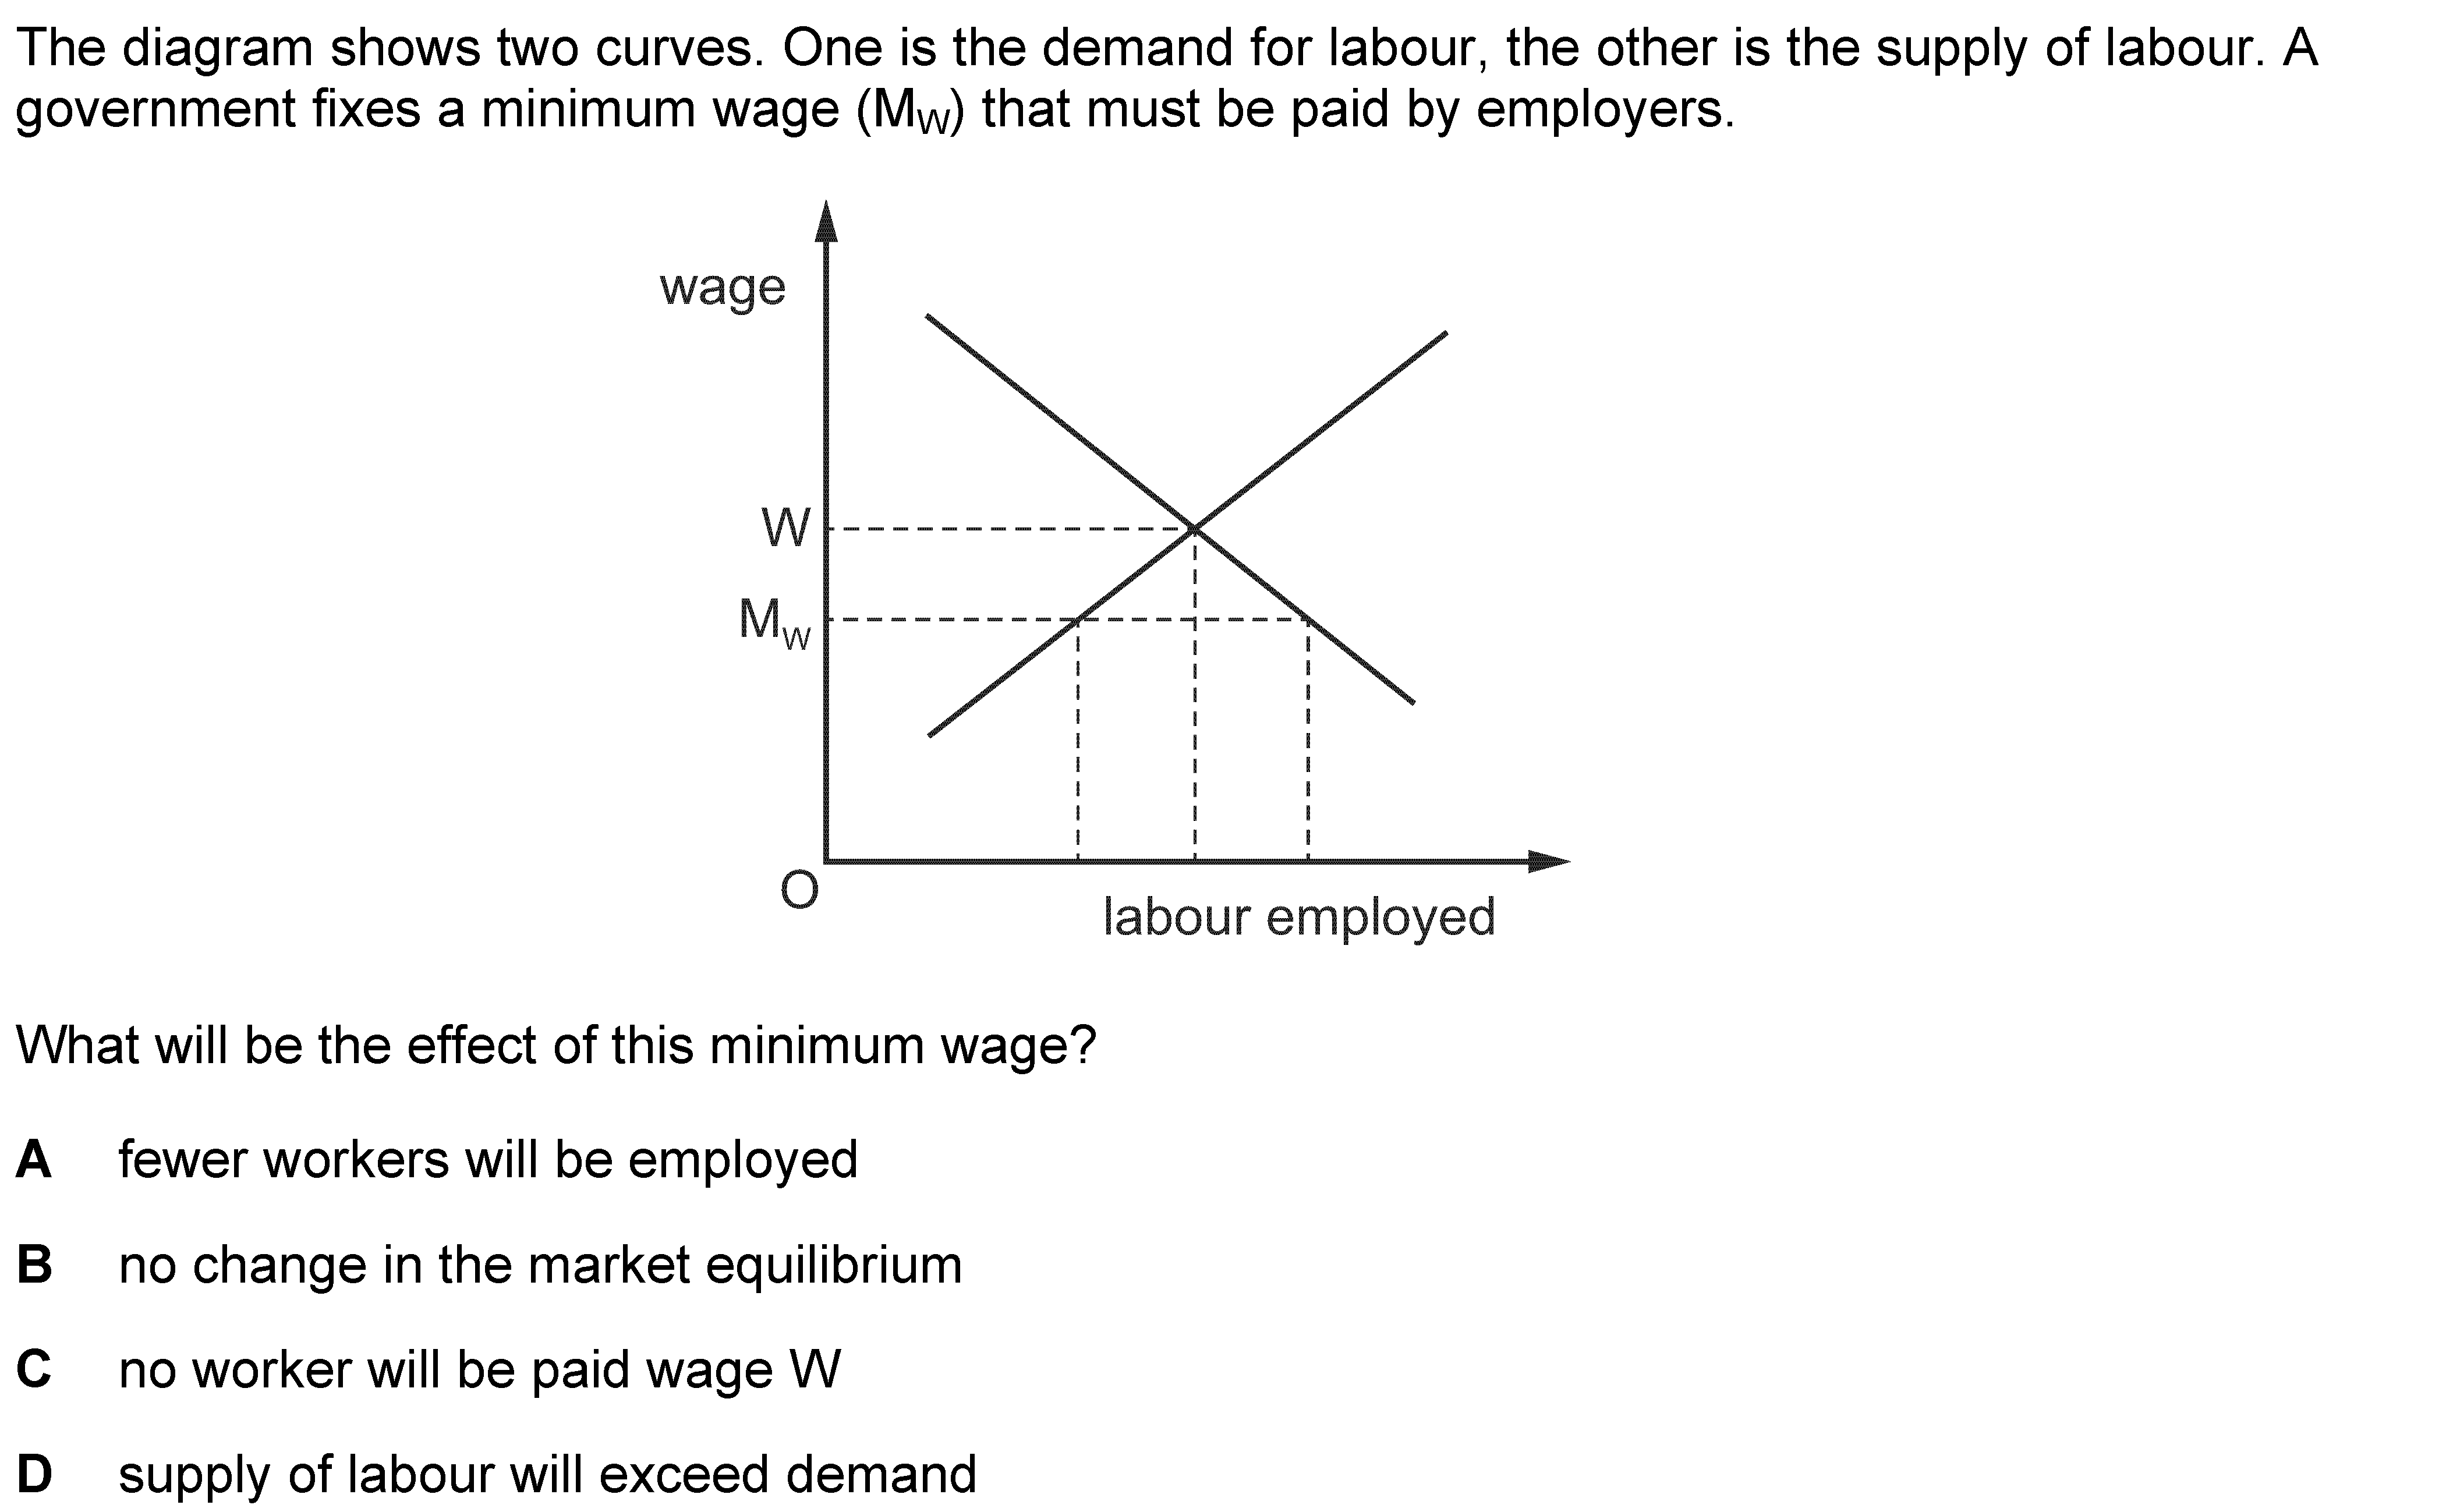 The diagram shows two curves. One is the demand for labour, the other is the supply of labour. A
government fixes a minimum wage (MW) that must be paid by employers.
wage
W
MW
O
labour employed
What will be the effect of this minimum wage?
A fewer workers will be employed
B no change in the market equilibrium
C no worker will be paid wage W
D supply of labour will exceed demand